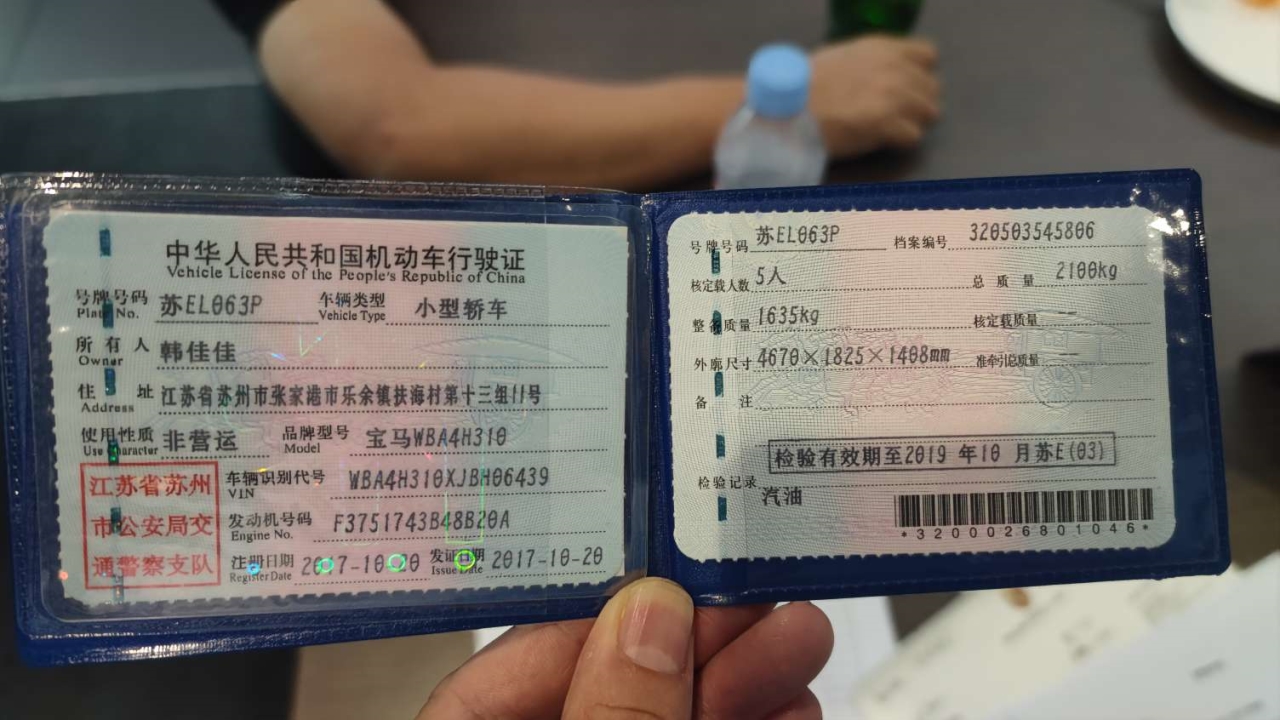 中华人民共和国机动车行驶证
Vehicle License of the People's Republic of China
号牌号码 苏EL063P 车辆类型 小型轿车
Plate No. Vehicle Type
所有人 韩佳佳
Owner
住址 江苏省苏州市张家港市乐余镇扶海村第十三组11号
Address
使用性质 非营运 品牌型号 宝马WBA4H310
Use Character Model
江苏省苏州
市公安局交
通警察支队
车辆识别代号 WBA4H310XJBH06439
VIN
发动机号码 F3751743B48B20A
Engine No.
注册日期 2017-10-20 发证日期 2017-10-20
Register Date Issue Date
号牌号码 苏EL063P 档案编号 320503545806
核定载人数 5人 总质量 2100kg
整备质量 1635kg 核定载质量 —
外廓尺寸 4670×1825×1408mm 准牵引总质量 —
备注
检验有效期至2019 年10 月苏E(03)
检验记录
汽油
*3200026801046*